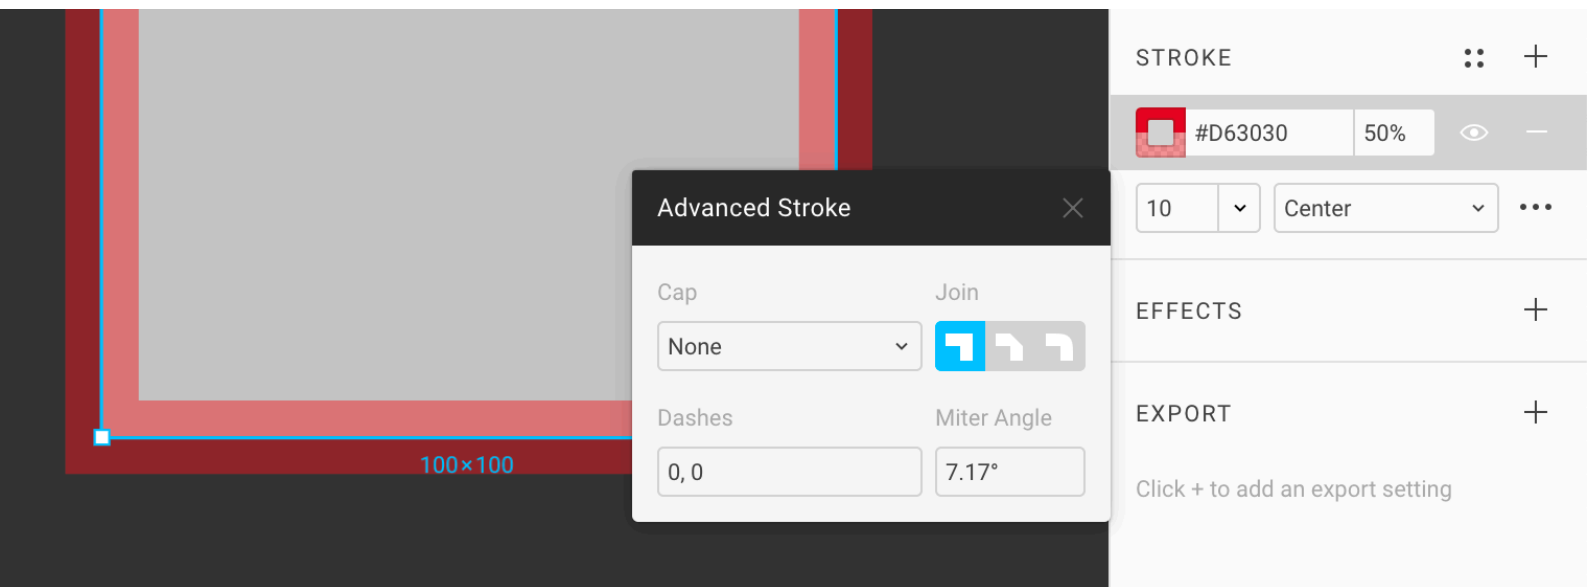 STROKE
#D63030 50%
10 Center
Advanced Stroke
Cap Join
None
Dashes Miter Angle
0, 0 7.17°
100×100
EFFECTS
EXPORT
Click + to add an export setting